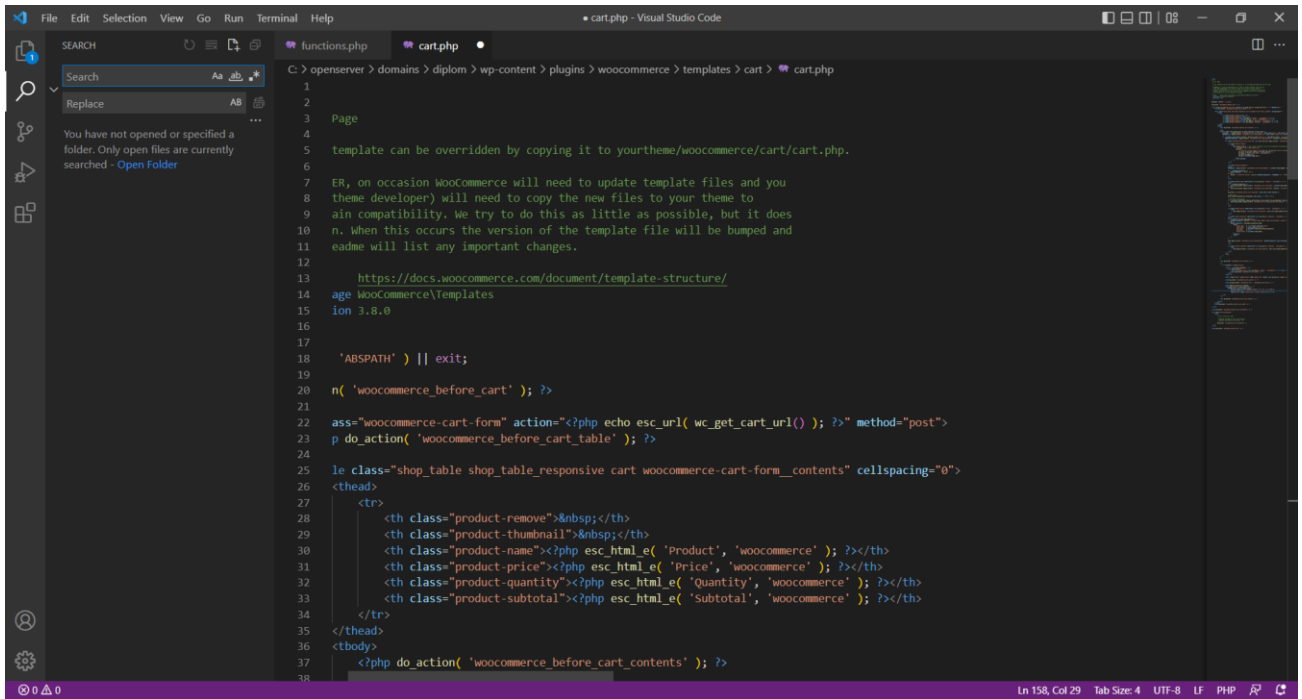 File Edit Selection View Go Run Terminal Help
● cart.php - Visual Studio Code
SEARCH
functions.php
cart.php ●
1
Search
Aa ab .*
Replace
AB
You have not opened or specified a
folder. Only open files are currently
searched - Open Folder
C: > openserver > domains > diplom > wp-content > plugins > woocommerce > templates > cart > cart.php
1
2
3 Page
4
5 template can be overridden by copying it to yourtheme/woocommerce/cart/cart.php.
6
7 ER, on occasion WooCommerce will need to update template files and you
8 theme developer) will need to copy the new files to your theme to
9 ain compatibility. We try to do this as little as possible, but it does
10 n. When this occurs the version of the template file will be bumped and
11 eadme will list any important changes.
12
13 https://docs.woocommerce.com/document/template-structure/
14 age WooCommerce\Templates
15 ion 3.8.0
16
17
18 'ABSPATH' ) || exit;
19
20 n( 'woocommerce_before_cart' ); ?>
21
22 ass="woocommerce-cart-form" action="<?php echo esc_url( wc_get_cart_url() ); ?>" method="post">
23 p do_action( 'woocommerce_before_cart_table' ); ?>
24
25 le class="shop_table shop_table_responsive cart woocommerce-cart-form__contents" cellspacing="0">
26 <thead>
27 <tr>
28 <th class="product-remove">&nbsp;</th>
29 <th class="product-thumbnail">&nbsp;</th>
30 <th class="product-name"><?php esc_html_e( 'Product', 'woocommerce' ); ?></th>
31 <th class="product-price"><?php esc_html_e( 'Price', 'woocommerce' ); ?></th>
32 <th class="product-quantity"><?php esc_html_e( 'Quantity', 'woocommerce' ); ?></th>
33 <th class="product-subtotal"><?php esc_html_e( 'Subtotal', 'woocommerce' ); ?></th>
34 </tr>
35 </thead>
36 <tbody>
37 <?php do_action( 'woocommerce_before_cart_contents' ); ?>
38
0 0
Ln 158, Col 29 Tab Size: 4 UTF-8 LF PHP